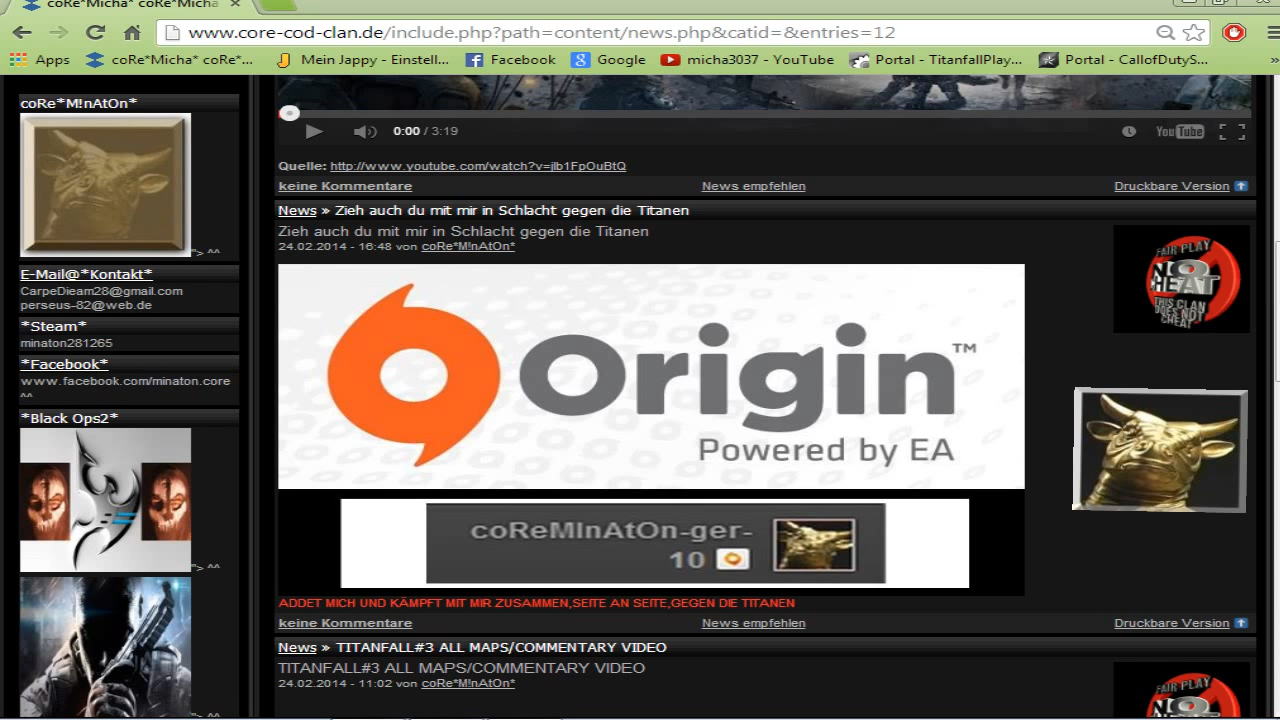 coRe*Micha* coRe*Micha
www.core-cod-clan.de/include.php?path=content/news.php&catid=&entries=12
Apps coRe*Micha* coRe*... Mein Jappy - Einstell... Facebook Google micha3037 - YouTube Portal - TitanfallPlay... Portal - CallofDutyS... »
coRe*M!nAtOn*
"> ^^
E-Mail@*Kontakt*
CarpeDieam28@gmail.com
perseus-82@web.de
*Steam*
minaton281265
*Facebook*
www.facebook.com/minaton.core
^^
*Black Ops2*
"> ^^
"> ^^
0:00 / 3:19 YouTube
Quelle: http://www.youtube.com/watch?v=jlb1FpOuBtQ
keine Kommentare News empfehlen Druckbare Version
News » Zieh auch du mit mir in Schlacht gegen die Titanen
Zieh auch du mit mir in Schlacht gegen die Titanen
24.02.2014 - 16:48 von coRe*M!nAtOn*
FAIR PLAY
NO
CHEAT
THIS CLAN
DOES NOT
CHEAT
Origin™
Powered by EA
coReMInAtOn-ger-
10
ADDET MICH UND KÄMPFT MIT MIR ZUSAMMEN,SEITE AN SEITE,GEGEN DIE TITANEN
keine Kommentare News empfehlen Druckbare Version
News » TITANFALL#3 ALL MAPS/COMMENTARY VIDEO
TITANFALL#3 ALL MAPS/COMMENTARY VIDEO
24.02.2014 - 11:02 von coRe*M!nAtOn*
FAIR PLAY
NO